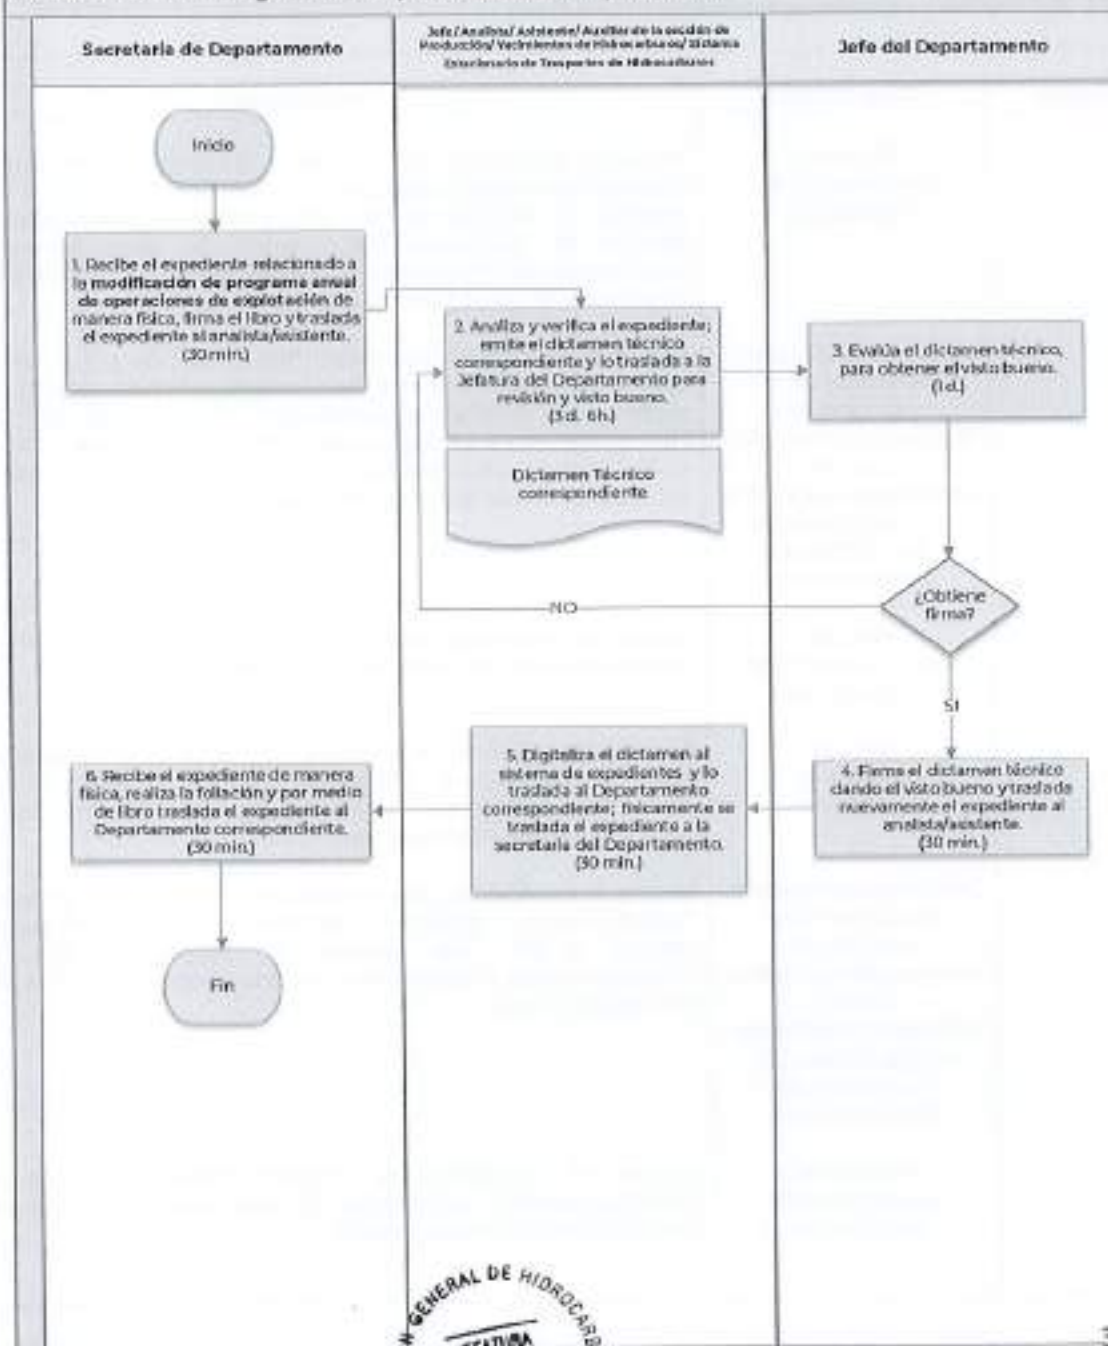 Secretaria de Departamento
Jefe/ Analista/ Asistente/ Auxiliar de la sección de
Producción/ Yacimientos de Hidrocarburos/ Sistema
Estacionario de Trasportes de Hidrocarburos
Jefe del Departamento
Inicio
1. Recibe el expediente relacionado a
la modificación de programa anual
de operaciones de explotación de
manera física, firma el libro y traslada
el expediente al analista/asistente.
(30 min.)
2. Analiza y verifica el expediente;
emite el dictamen técnico
correspondiente y lo traslada a la
Jefatura del Departamento para
revisión y visto bueno.
(3 d. 6h.)
Dictamen Técnico
correspondiente
3. Evalúa el dictamen técnico,
para obtener el visto bueno.
(1 d.)
¿Obtiene
firma?
NO
SI
4. Firma el dictamen técnico
dando el visto bueno y traslada
nuevamente el expediente al
analista/asistente.
(30 min.)
5. Digitaliza el dictamen al
sistema de expedientes y lo
traslada al Departamento
correspondiente; físicamente se
traslada el expediente a la
secretaria del Departamento.
(30 min.)
6. Recibe el expediente de manera
física, realiza la foliación y por medio
de libro traslada el expediente al
Departamento correspondiente.
(30 min.)
Fin
GENERAL DE HIDROCARB